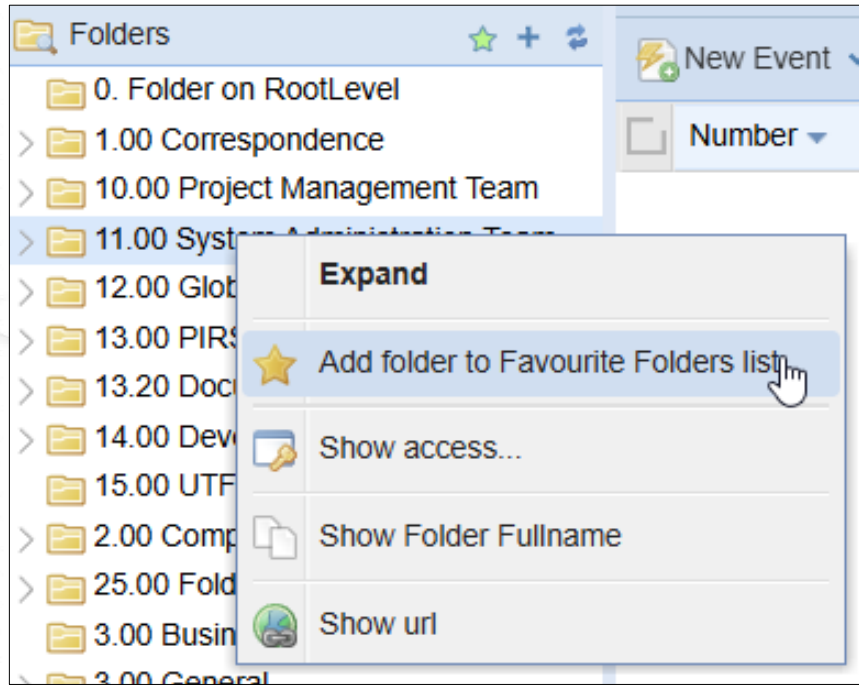 Folders
New Event
0. Folder on RootLevel
Number
1.00 Correspondence
10.00 Project Management Team
11.00 System Administration Team
Expand
12.00 Glob
13.00 PIRS
Add folder to Favourite Folders list
13.20 Docu
14.00 Deve
Show access...
15.00 UTF
2.00 Comp
Show Folder Fullname
25.00 Fold
3.00 Busin
Show url
3.00 General